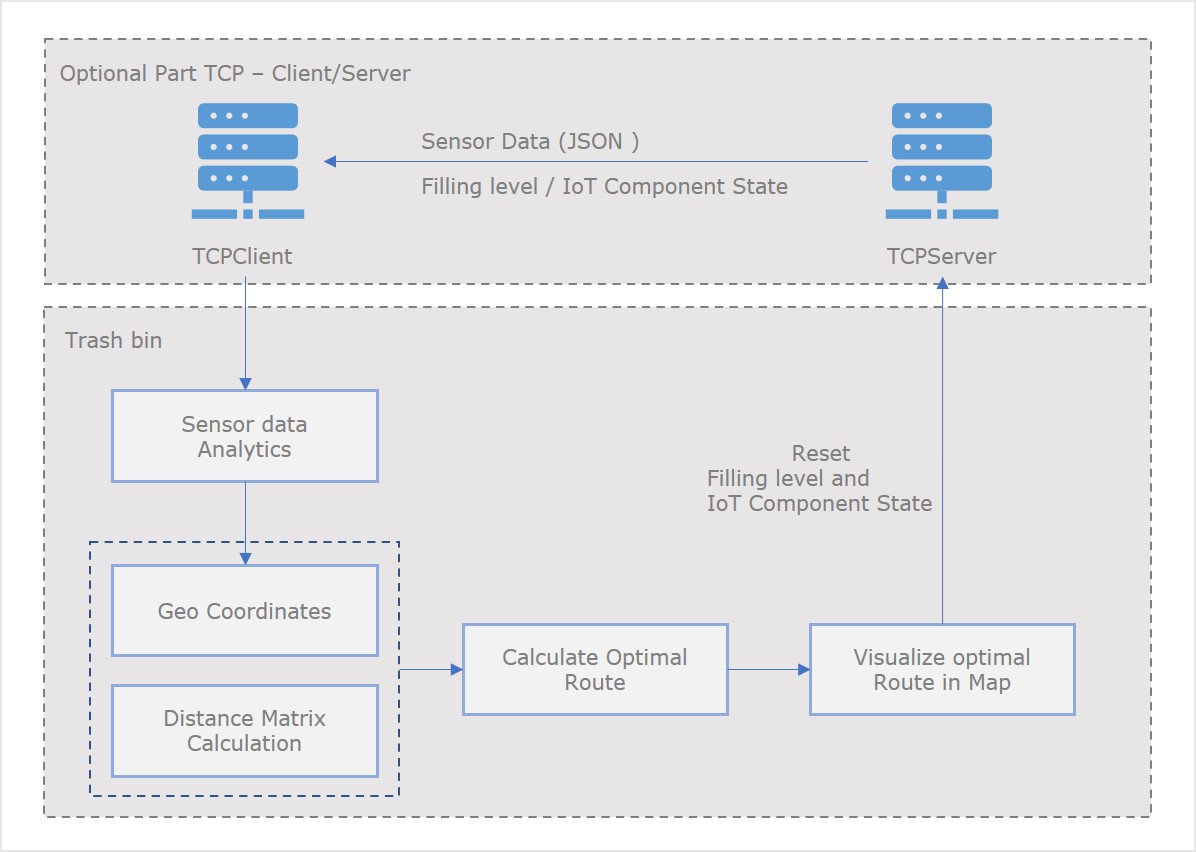 Optional Part TCP – Client/Server
Sensor Data (JSON )
Filling level / IoT Component State
TCPClient
TCPServer
Trash bin
Sensor data
Analytics
Reset
Filling level and
IoT Component State
Geo Coordinates
Calculate Optimal
Route
Visualize optimal
Route in Map
Distance Matrix
Calculation